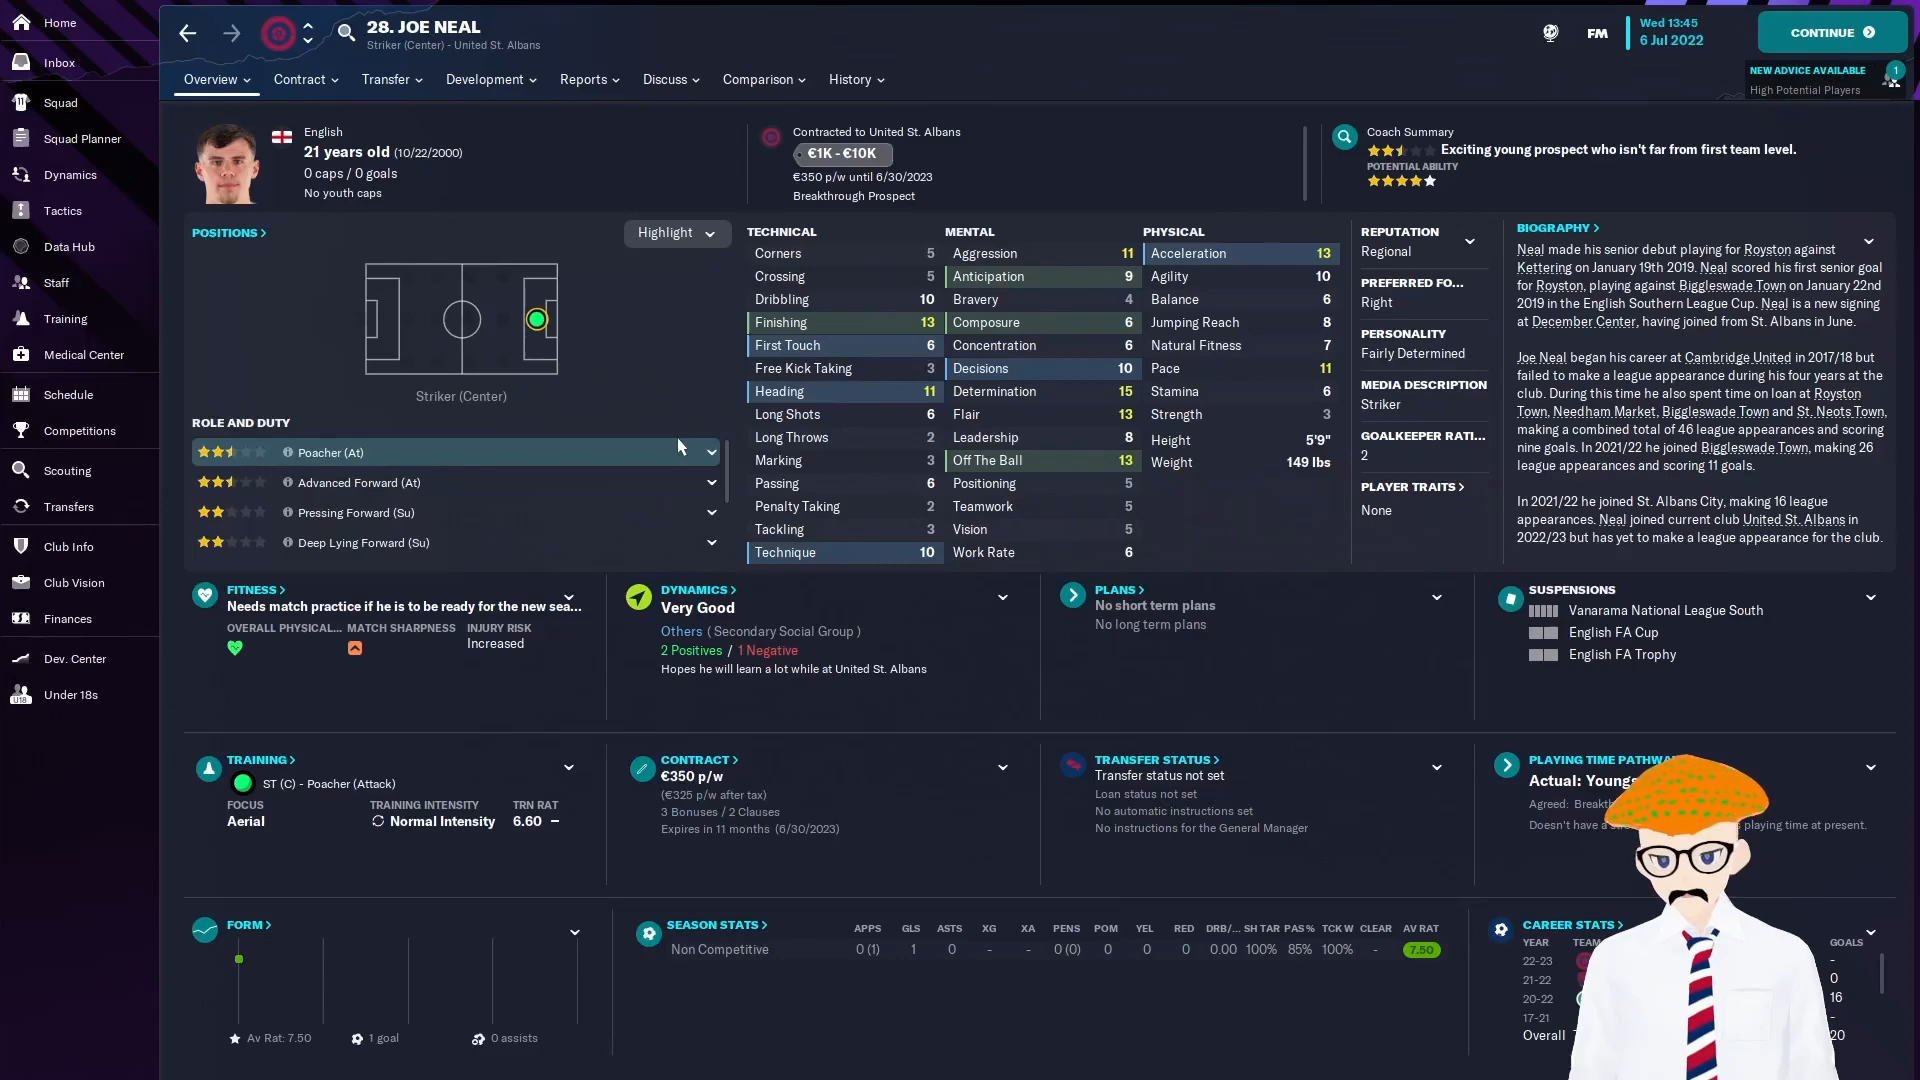 Home
Inbox
Squad
Squad Planner
Dynamics
Tactics
Data Hub
Staff
Training
Medical Center
Schedule
Competitions
Scouting
Transfers
Club Info
Club Vision
Finances
Dev. Center
Under 18s
28. JOE NEAL
Striker (Center) - United St. Albans
FM
Wed 13:45
6 Jul 2022
CONTINUE
Overview Contract Transfer Development Reports Discuss Comparison History
NEW ADVICE AVAILABLE 1
High Potential Players
English
21 years old (10/22/2000)
0 caps / 0 goals
No youth caps
Contracted to United St. Albans
€1K - €10K
€350 p/w until 6/30/2023
Breakthrough Prospect
Coach Summary
Exciting young prospect who isn't far from first team level.
POTENTIAL ABILITY
POSITIONS >
Highlight
Striker (Center)
ROLE AND DUTY
Poacher (At)
Advanced Forward (At)
Pressing Forward (Su)
Deep Lying Forward (Su)
TECHNICAL
Corners 5
Crossing 5
Dribbling 10
Finishing 13
First Touch 6
Free Kick Taking 3
Heading 11
Long Shots 6
Long Throws 2
Marking 3
Passing 6
Penalty Taking 2
Tackling 3
Technique 10
MENTAL
Aggression 11
Anticipation 9
Bravery 4
Composure 6
Concentration 6
Decisions 10
Determination 15
Flair 13
Leadership 8
Off The Ball 13
Positioning 5
Teamwork 5
Vision 5
Work Rate 6
PHYSICAL
Acceleration 13
Agility 10
Balance 6
Jumping Reach 8
Natural Fitness 7
Pace 11
Stamina 6
Strength 3
Height 5'9"
Weight 149 lbs
REPUTATION
Regional
PREFERRED FO...
Right
PERSONALITY
Fairly Determined
MEDIA DESCRIPTION
Striker
GOALKEEPER RATI...
2
PLAYER TRAITS >
None
BIOGRAPHY >
Neal made his senior debut playing for Royston against
Kettering on January 19th 2019. Neal scored his first senior goal
for Royston, playing against Biggleswade Town on January 22nd
2019 in the English Southern League Cup. Neal is a new signing
at December Center, having joined from St. Albans in June.
Joe Neal began his career at Cambridge United in 2017/18 but
failed to make a league appearance during his four years at the
club. During this time he also spent time on loan at Royston
Town, Needham Market, Biggleswade Town and St. Neots Town,
making a combined total of 46 league appearances and scoring
nine goals. In 2021/22 he joined Biggleswade Town, making 26
league appearances and scoring 11 goals.
In 2021/22 he joined St. Albans City, making 16 league
appearances. Neal joined current club United St. Albans in
2022/23 but has yet to make a league appearance for the club.
FITNESS >
Needs match practice if he is to be ready for the new sea...
OVERALL PHYSICAL... MATCH SHARPNESS INJURY RISK
Increased
DYNAMICS >
Very Good
Others ( Secondary Social Group )
2 Positives / 1 Negative
Hopes he will learn a lot while at United St. Albans
PLANS >
No short term plans
No long term plans
SUSPENSIONS
Vanarama National League South
English FA Cup
English FA Trophy
TRAINING >
ST (C) - Poacher (Attack)
FOCUS TRAINING INTENSITY TRN RAT
Aerial Normal Intensity 6.60 –
CONTRACT >
€350 p/w
(€325 p/w after tax)
3 Bonuses / 2 Clauses
Expires in 11 months (6/30/2023)
TRANSFER STATUS >
Transfer status not set
Loan status not set
No automatic instructions set
No instructions for the General Manager
PLAYING TIME
Actual:
Agreed:
Doesn't have a playing time at present.
FORM >
Av Rat: 7.50 1 goal 0 assists
SEASON STATS > APPS GLS ASTS XG XA PENS POM YEL RED DRB/... SH TAR PAS % TCK W CLEAR AV RAT
Non Competitive 0 (1) 1 0 - - 0 (0) 0 0 0 0.00 100% 85% 100% - 7.50
CAREER STATS >
YEAR GOALS
22-23 -
21-22 0
20-22 16
17-21 -
Overall 20